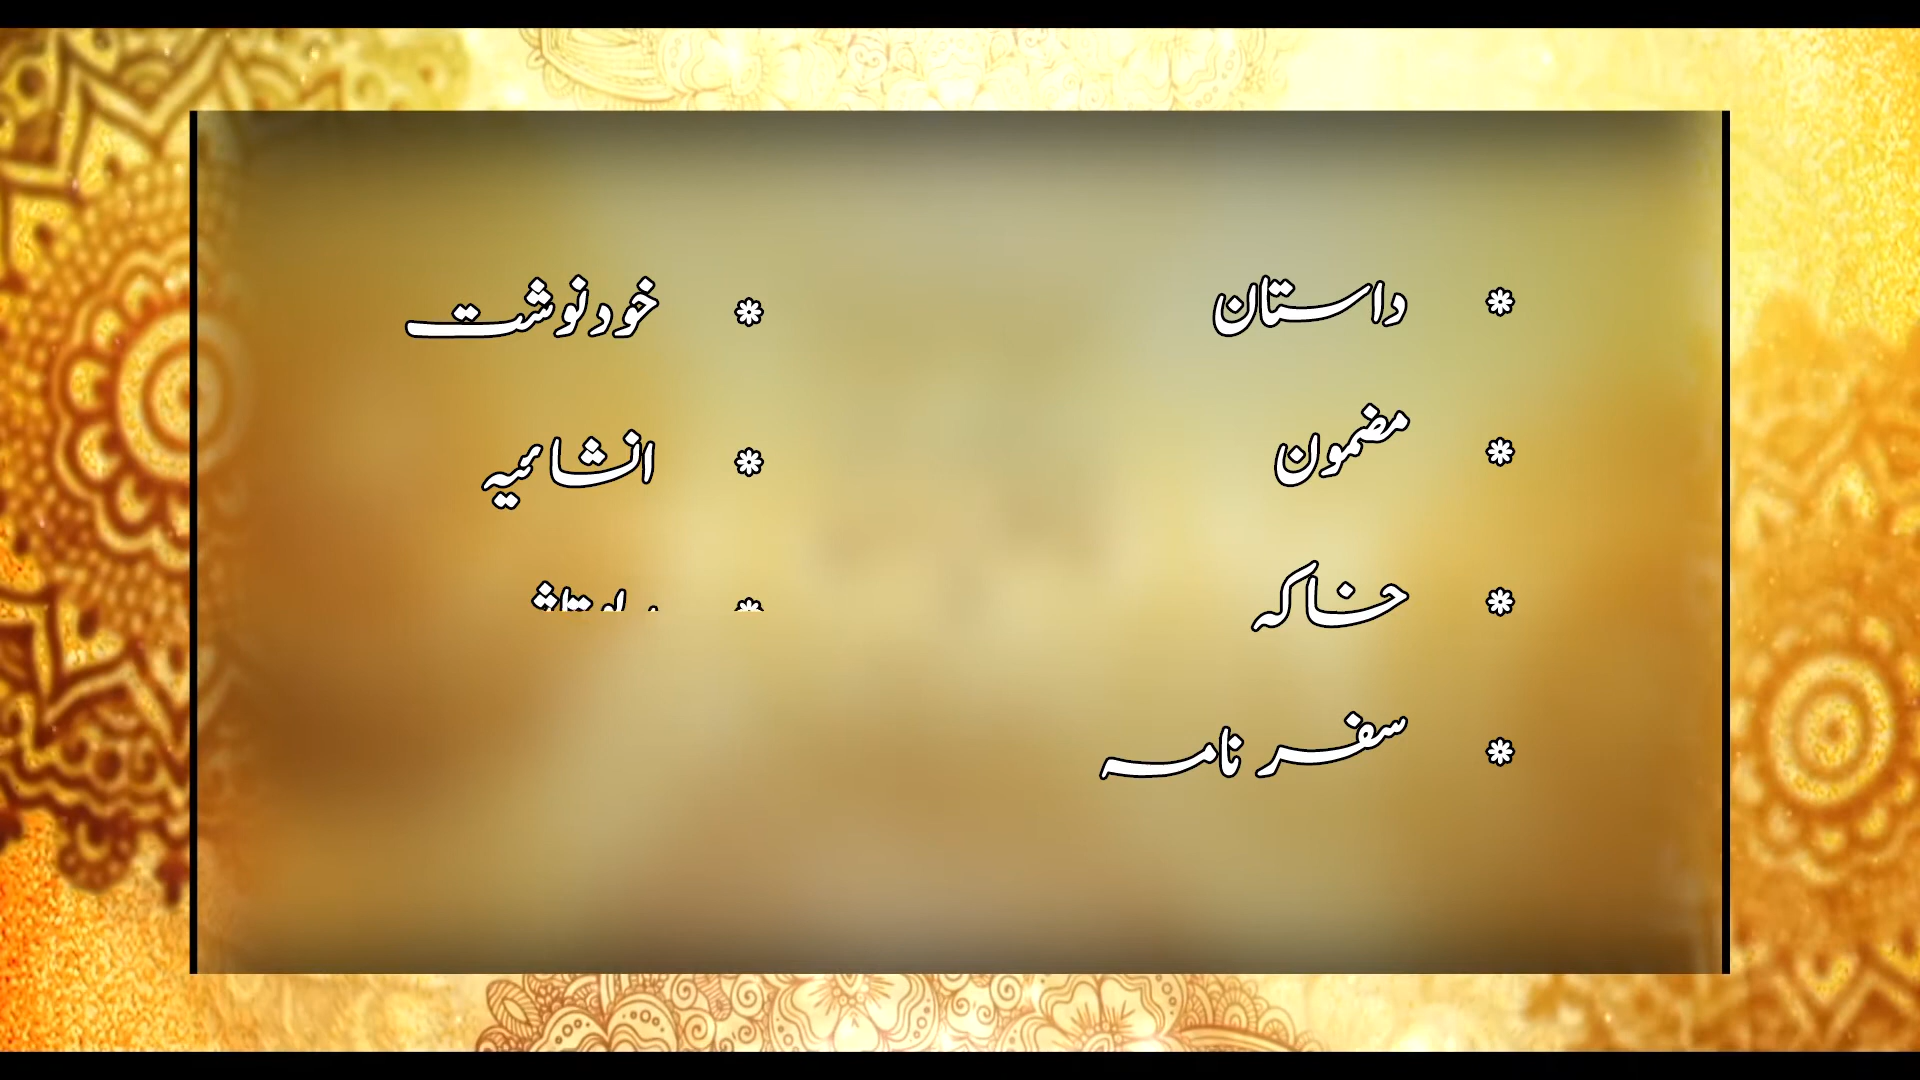 داستان
مضمون
خاکہ
سفر نامہ
خودنوشت
انشائیہ